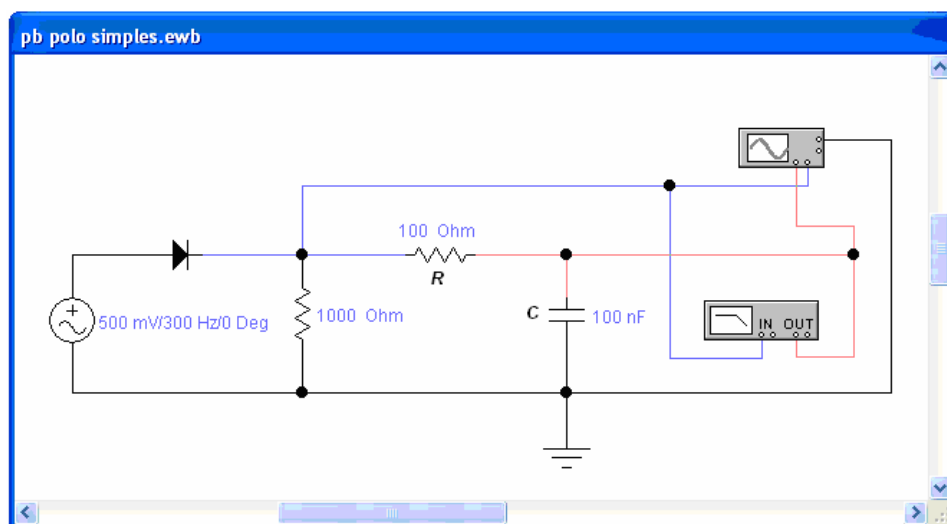 pb polo simples.ewb
100 Ohm
R
500 mV/300 Hz/0 Deg
1000 Ohm
C
100 nF
IN OUT